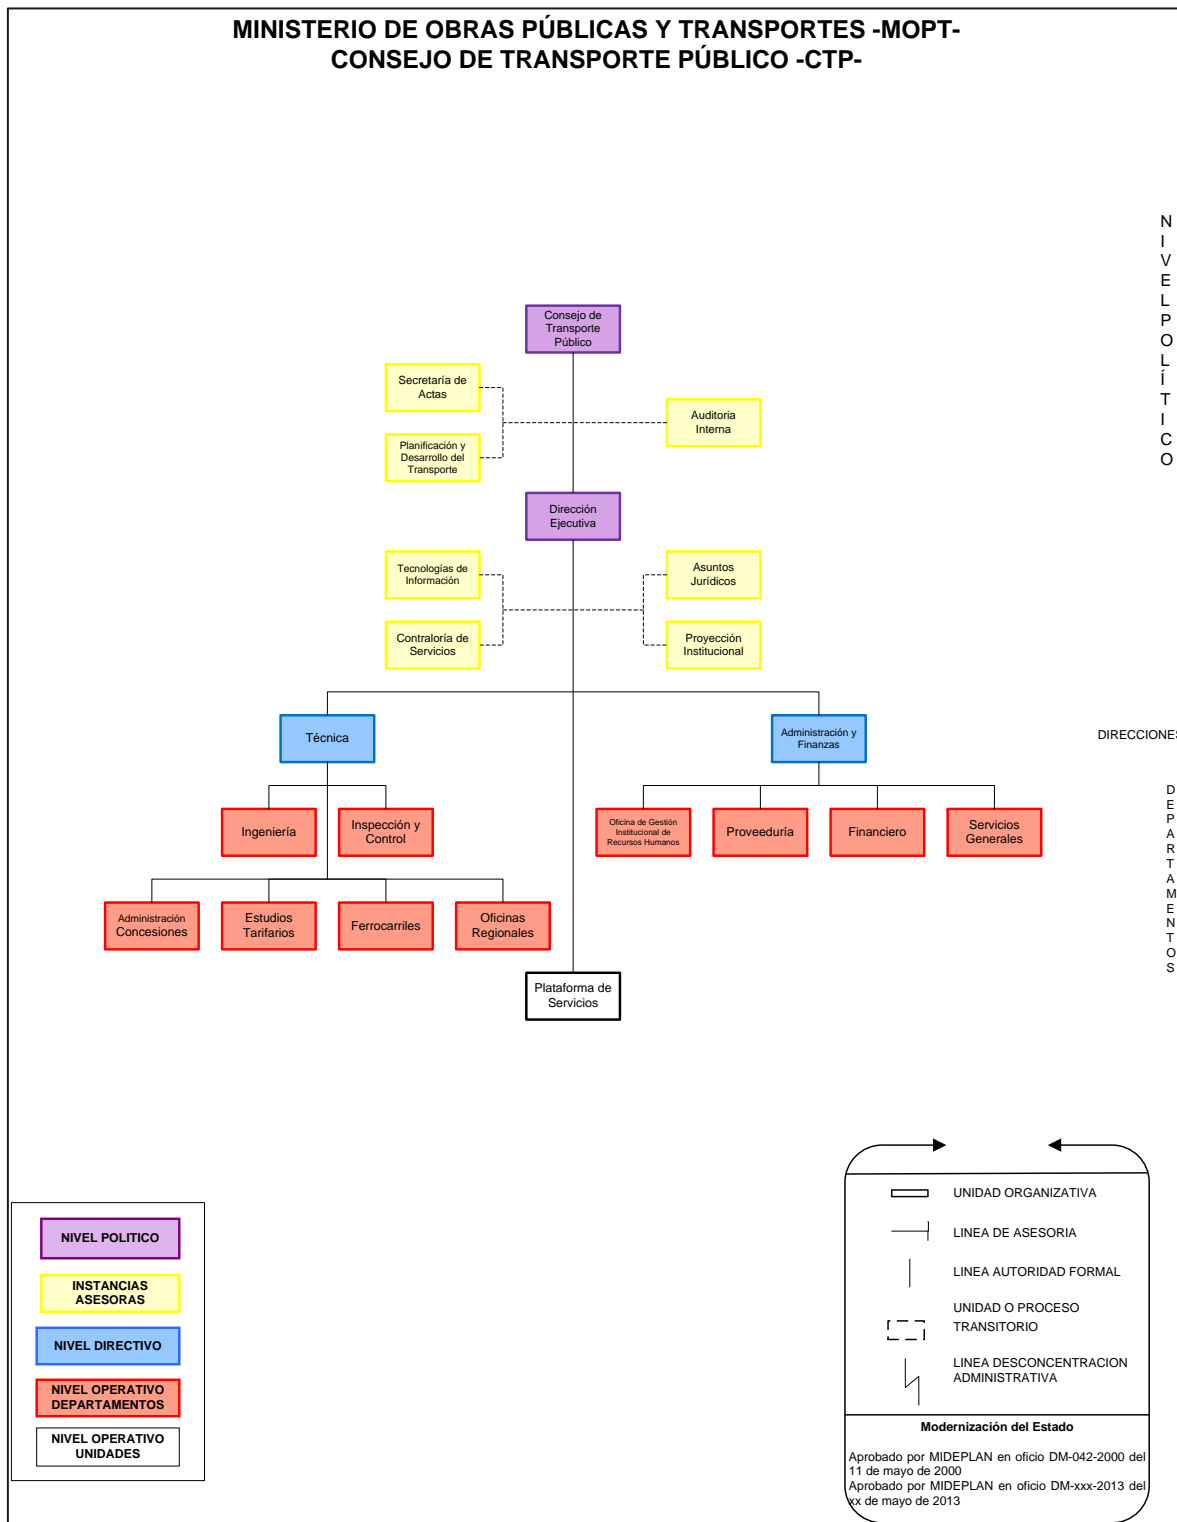 MINISTERIO DE OBRAS PÚBLICAS Y TRANSPORTES -MOPT-
CONSEJO DE TRANSPORTE PÚBLICO -CTP-
NIVEL POLÍTICO
Consejo de
Transporte
Público
Secretaría de
Actas
Auditoria
Interna
Planificación y
Desarrollo del
Transporte
Dirección
Ejecutiva
Tecnologías de
Información
Asuntos
Jurídicos
Contraloría de
Servicios
Proyección
Institucional
Técnica
Administración y
Finanzas
DIRECCIONES
DEPARTAMENTOS
Ingeniería
Inspección y
Control
Oficina de Gestión
Institucional de
Recursos Humanos
Proveeduría
Financiero
Servicios
Generales
Administración
Concesiones
Estudios
Tarifarios
Ferrocarriles
Oficinas
Regionales
Plataforma de
Servicios
NIVEL POLITICO
INSTANCIAS
ASESORAS
NIVEL DIRECTIVO
NIVEL OPERATIVO
DEPARTAMENTOS
NIVEL OPERATIVO
UNIDADES
UNIDAD ORGANIZATIVA
LINEA DE ASESORIA
LINEA AUTORIDAD FORMAL
UNIDAD O PROCESO
TRANSITORIO
LINEA DESCONCENTRACION
ADMINISTRATIVA
Modernización del Estado
Aprobado por MIDEPLAN en oficio DM-042-2000 del
11 de mayo de 2000
Aprobado por MIDEPLAN en oficio DM-xxx-2013 del
xx de mayo de 2013